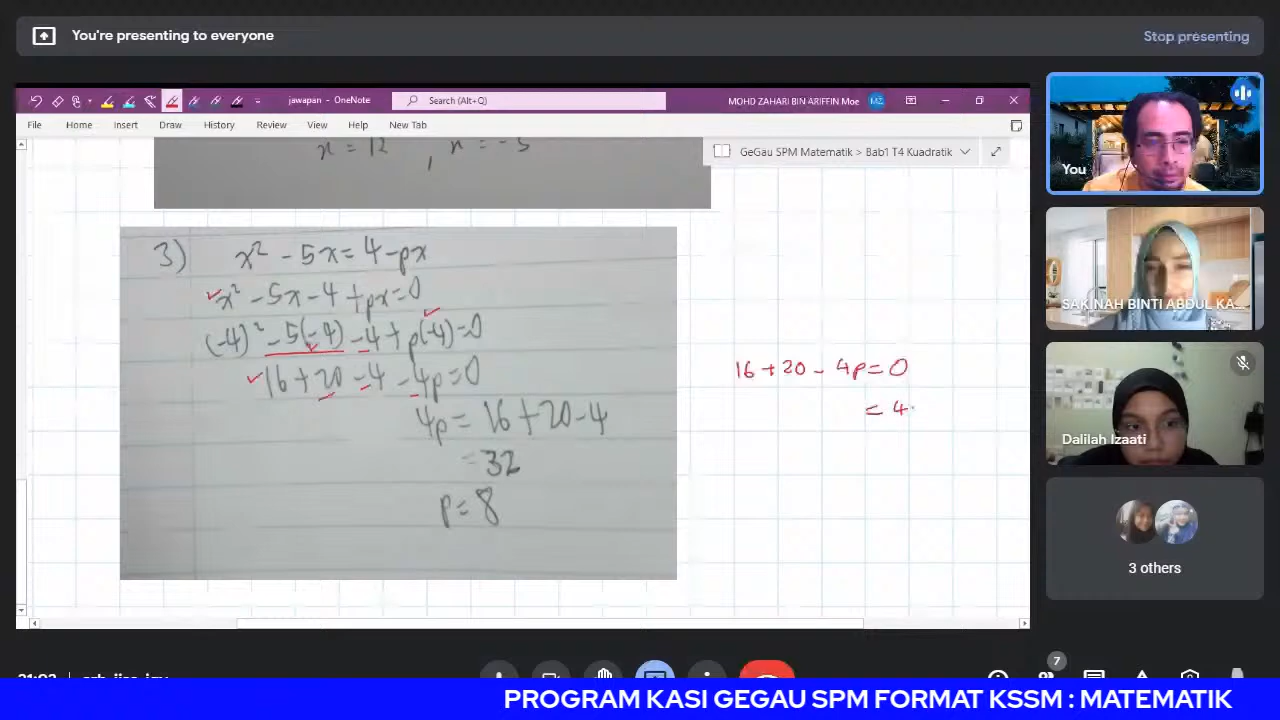 You're presenting to everyone
Stop presenting
jawapan - OneNote
Search (Alt+Q)
MOHD ZAHARI BIN ARIFFIN Moe
MZ
File Home Insert Draw History Review View Help New Tab
GeGau SPM Matematik > Bab1 T4 Kuadratik
x = 12 , x = -5
3) x² - 5x = 4 - px
x² - 5x - 4 + px = 0
(-4)² - 5(-4) - 4 + p(-4) = 0
16 + 20 - 4 - 4p = 0
4p = 16 + 20 - 4
= 32
p = 8
16 + 20 - 4p = 0
= 4
You
SAKINAH BINTI ABDUL KA...
Dalilah Izaati
3 others
7
PROGRAM KASI GEGAU SPM FORMAT KSSM : MATEMATIK